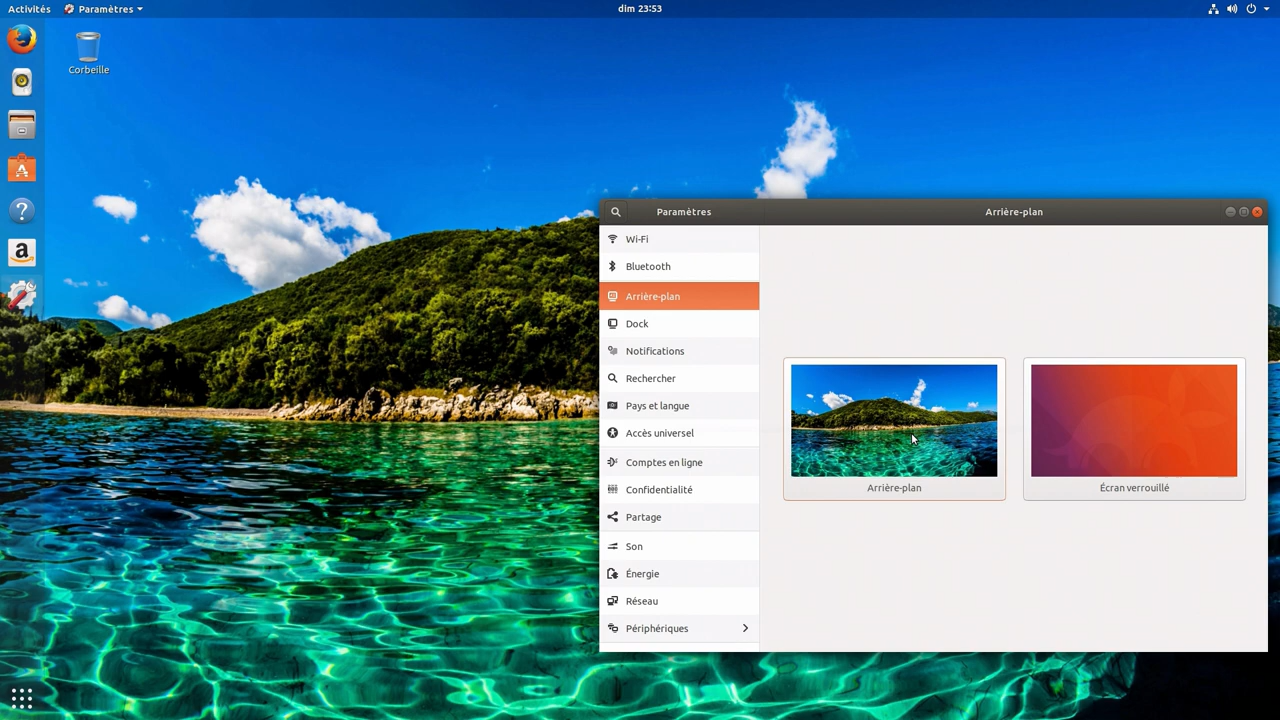 Activités
Paramètres
dim 23:53
Corbeille
a
Paramètres
Arrière-plan
Wi-Fi
Bluetooth
Arrière-plan
Dock
Notifications
Rechercher
Pays et langue
Accès universel
Comptes en ligne
Confidentialité
Partage
Son
Énergie
Réseau
Périphériques
Arrière-plan
Écran verrouillé